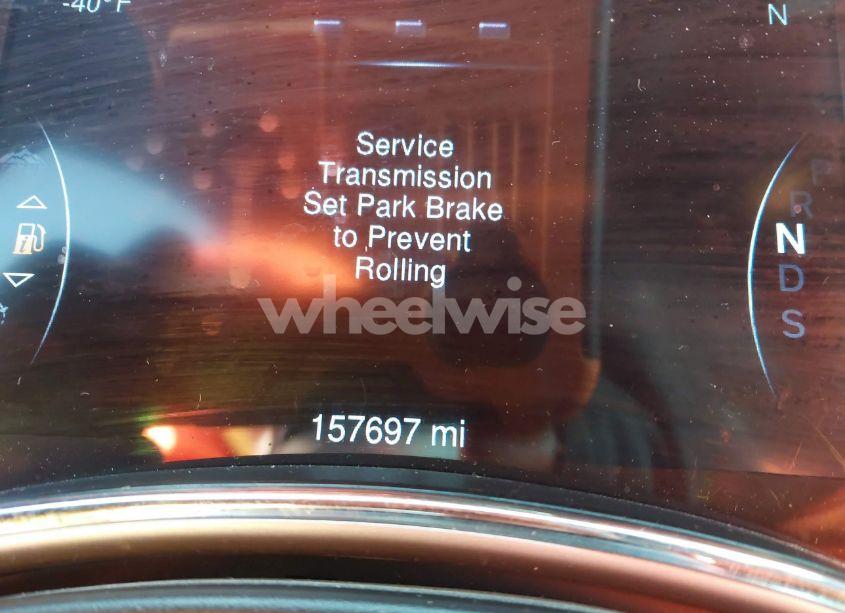 -40°F
N
Service
Transmission
Set Park Brake
to Prevent
Rolling
P
R
N
D
S
wheelwise
157697 mi